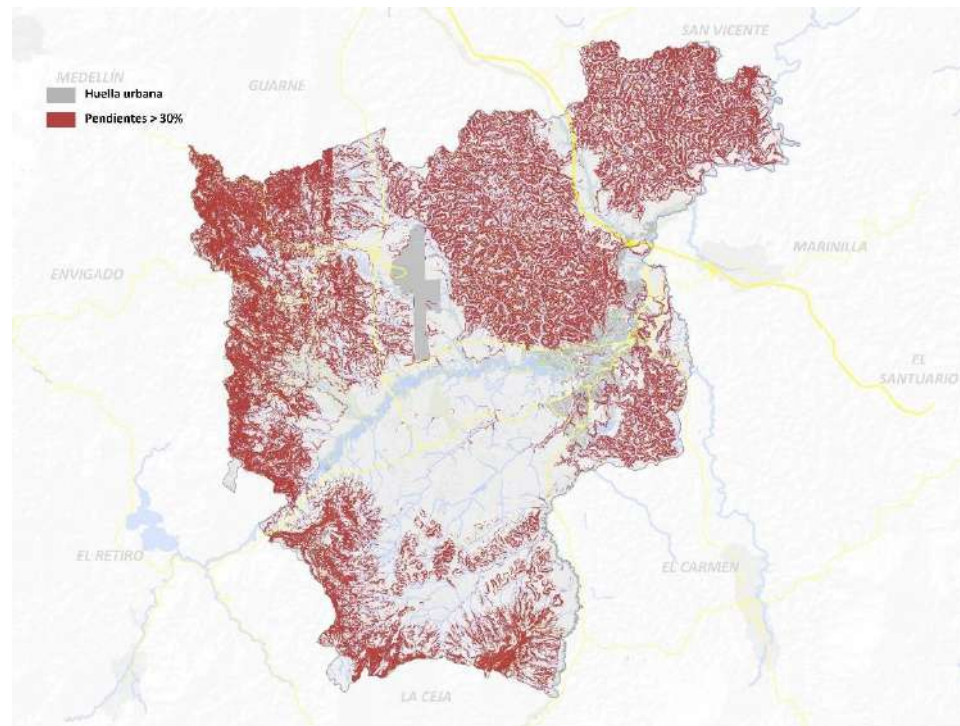 SAN VICENTE
MEDELLÍN
GUARNE
Huella urbana
Pendientes > 30%
MARINILLA
ENVIGADO
EL
SANTUARIO
EL RETIRO
EL CARMEN
LA CEJA